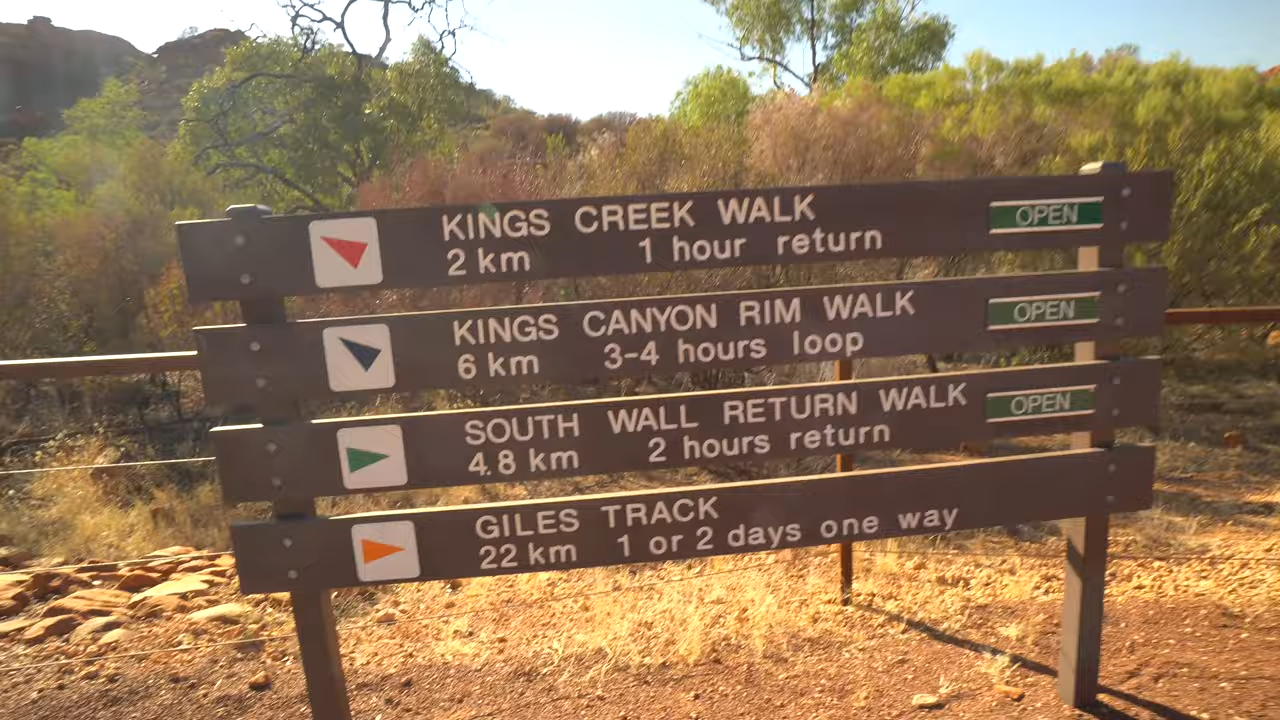 KINGS CREEK WALK OPEN
2 km 1 hour return
KINGS CANYON RIM WALK OPEN
6 km 3-4 hours loop
SOUTH WALL RETURN WALK OPEN
4.8 km 2 hours return
GILES TRACK
22 km 1 or 2 days one way